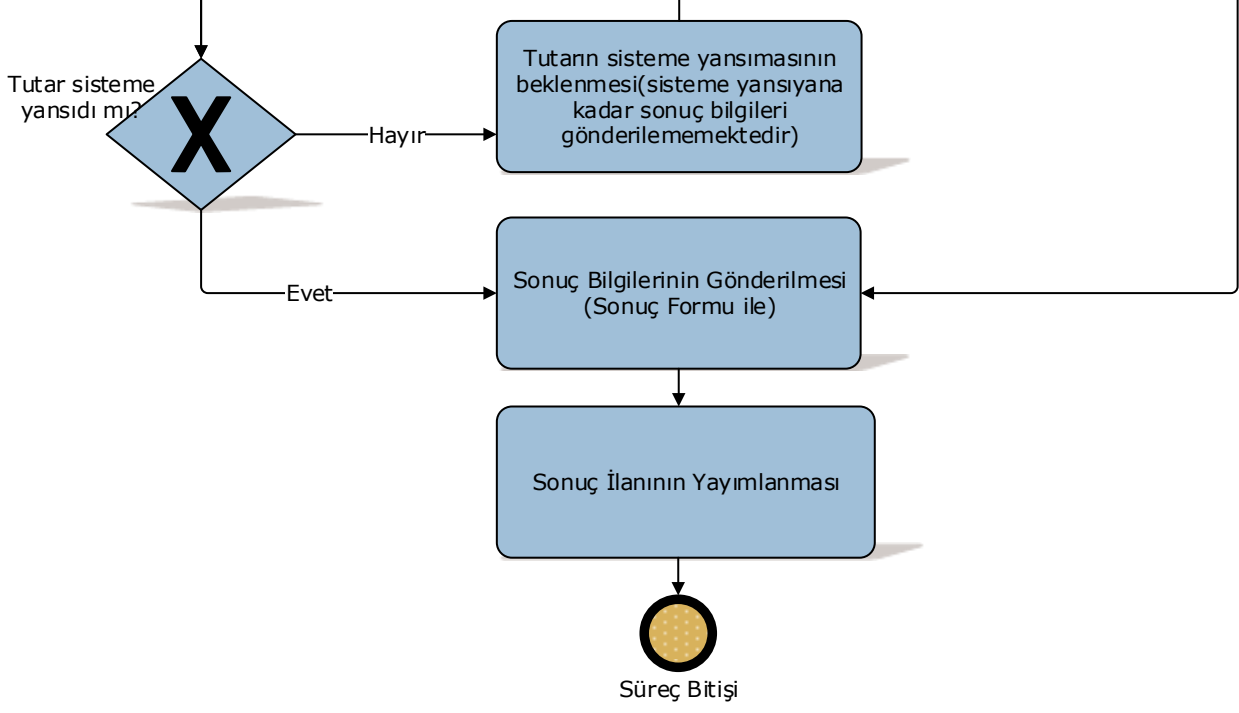 Tutar sisteme
yansıdı mı?
X
Hayır
Tutarın sisteme yansımasının
beklenmesi(sisteme yansıyana
kadar sonuç bilgileri
gönderilememektedir)
Evet
Sonuç Bilgilerinin Gönderilmesi
(Sonuç Formu ile)
Sonuç İlanının Yayımlanması
Süreç Bitişi